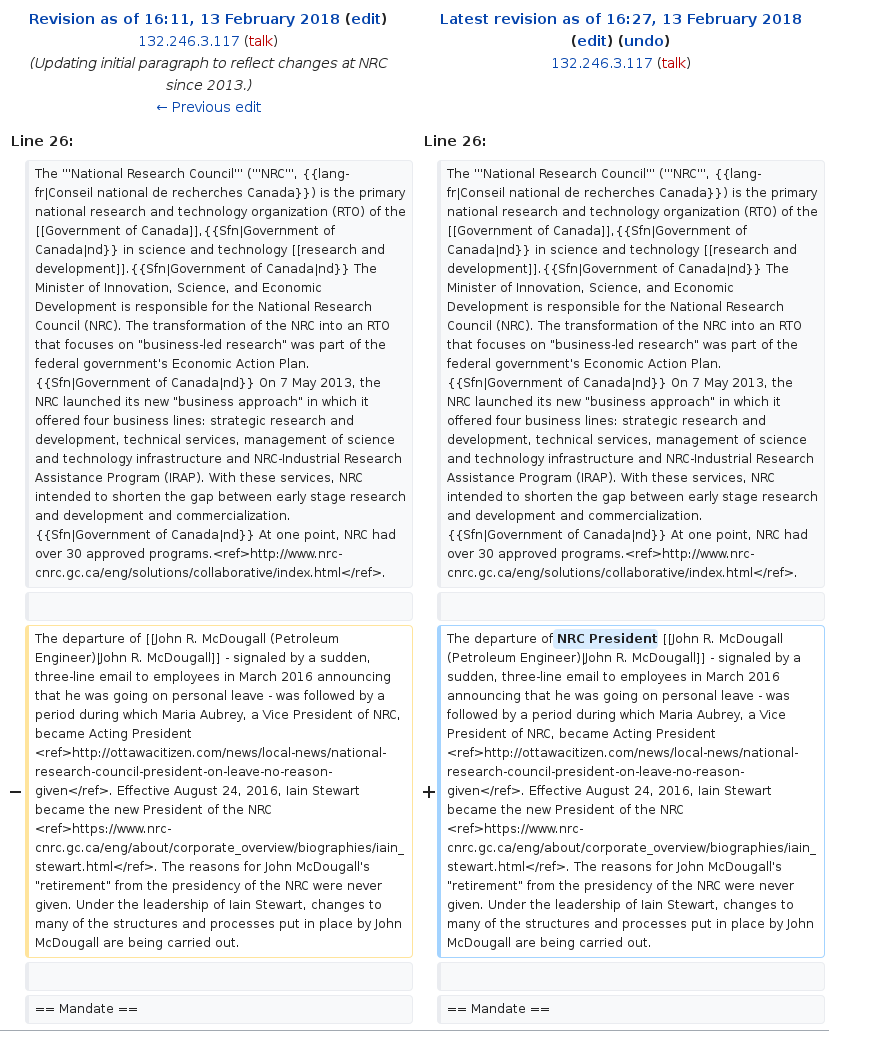 Revision as of 16:11, 13 February 2018 (edit)
132.246.3.117 (talk)
(Updating initial paragraph to reflect changes at NRC
since 2013.)
← Previous edit
Latest revision as of 16:27, 13 February 2018
(edit) (undo)
132.246.3.117 (talk)
Line 26:
The '''National Research Council''' ('''NRC''', {{lang-
fr|Conseil national de recherches Canada}}) is the primary
national research and technology organization (RTO) of the
[[Government of Canada]],{{Sfn|Government of
Canada|nd}} in science and technology [[research and
development]].{{Sfn|Government of Canada|nd}} The
Minister of Innovation, Science, and Economic
Development is responsible for the National Research
Council (NRC). The transformation of the NRC into an RTO
that focuses on "business-led research" was part of the
federal government's Economic Action Plan.
{{Sfn|Government of Canada|nd}} On 7 May 2013, the
NRC launched its new "business approach" in which it
offered four business lines: strategic research and
development, technical services, management of science
and technology infrastructure and NRC-Industrial Research
Assistance Program (IRAP). With these services, NRC
intended to shorten the gap between early stage research
and development and commercialization.
{{Sfn|Government of Canada|nd}} At one point, NRC had
over 30 approved programs.<ref>http://www.nrc-
cnrc.gc.ca/eng/solutions/collaborative/index.html</ref>.
− The departure of [[John R. McDougall (Petroleum
Engineer)|John R. McDougall]] - signaled by a sudden,
three-line email to employees in March 2016 announcing
that he was going on personal leave - was followed by a
period during which Maria Aubrey, a Vice President of NRC,
became Acting President
<ref>http://ottawacitizen.com/news/local-news/national-
research-council-president-on-leave-no-reason-
given</ref>. Effective August 24, 2016, Iain Stewart
became the new President of the NRC
<ref>https://www.nrc-
cnrc.gc.ca/eng/about/corporate_overview/biographies/iain_
stewart.html</ref>. The reasons for John McDougall's
"retirement" from the presidency of the NRC were never
given. Under the leadership of Iain Stewart, changes to
many of the structures and processes put in place by John
McDougall are being carried out.
== Mandate ==
Line 26:
The '''National Research Council''' ('''NRC''', {{lang-
fr|Conseil national de recherches Canada}}) is the primary
national research and technology organization (RTO) of the
[[Government of Canada]],{{Sfn|Government of
Canada|nd}} in science and technology [[research and
development]].{{Sfn|Government of Canada|nd}} The
Minister of Innovation, Science, and Economic
Development is responsible for the National Research
Council (NRC). The transformation of the NRC into an RTO
that focuses on "business-led research" was part of the
federal government's Economic Action Plan.
{{Sfn|Government of Canada|nd}} On 7 May 2013, the
NRC launched its new "business approach" in which it
offered four business lines: strategic research and
development, technical services, management of science
and technology infrastructure and NRC-Industrial Research
Assistance Program (IRAP). With these services, NRC
intended to shorten the gap between early stage research
and development and commercialization.
{{Sfn|Government of Canada|nd}} At one point, NRC had
over 30 approved programs.<ref>http://www.nrc-
cnrc.gc.ca/eng/solutions/collaborative/index.html</ref>.
+ The departure of NRC President [[John R. McDougall
(Petroleum Engineer)|John R. McDougall]] - signaled by a
sudden, three-line email to employees in March 2016
announcing that he was going on personal leave - was
followed by a period during which Maria Aubrey, a Vice
President of NRC, became Acting President
<ref>http://ottawacitizen.com/news/local-news/national-
research-council-president-on-leave-no-reason-
given</ref>. Effective August 24, 2016, Iain Stewart
became the new President of the NRC
<ref>https://www.nrc-
cnrc.gc.ca/eng/about/corporate_overview/biographies/iain_
stewart.html</ref>. The reasons for John McDougall's
"retirement" from the presidency of the NRC were never
given. Under the leadership of Iain Stewart, changes to
many of the structures and processes put in place by John
McDougall are being carried out.
== Mandate ==